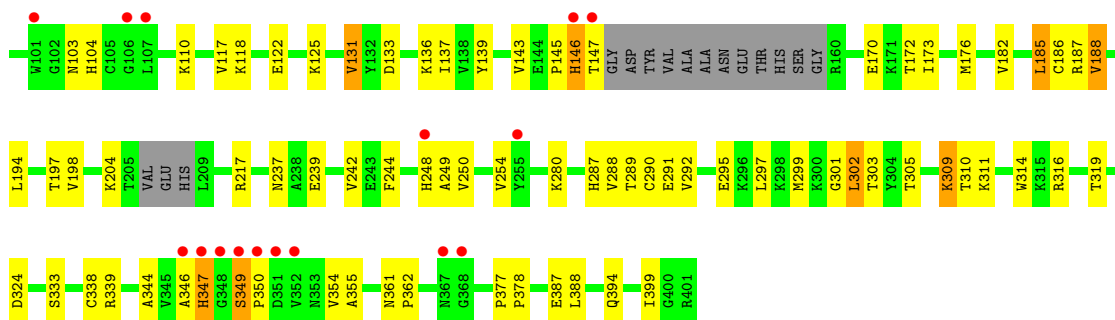 W101 G102 N103 H104 C105 G106 L107 K110 V117 K118 E122 K125 V131 Y132 D133 K136 I137 V138 Y139 V143 E144 P145 H146 T147 GLY ASP TYR VAL ALA ALA ASN GLU THR HIS SER GLY R160 E170 K171 T172 I173 M176 V182 L185 C186 R187 V188
L194 T197 V198 K204 T205 VAL GLU HIS L209 R217 N237 A238 E239 V242 E243 F244 H248 A249 V250 V254 Y255 K280 H287 V288 T289 C290 E291 V292 E295 K296 L297 K298 M299 K300 G301 L302 T303 Y304 T305 K309 T310 K311 W314 K315 R316 T319
D324 S333 C338 R339 A344 V345 A346 H347 G348 S349 P350 D351 V352 N353 V354 A355 N361 P362 N367 G368 P377 P378 E387 L388 Q394 I399 G400 R401